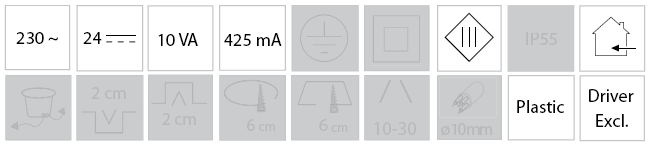 230 ~
24
10 VA
425 mA
IP55
2 cm
2 cm
6 cm
6 cm
10-30
ø10mm
Plastic
Driver
Excl.